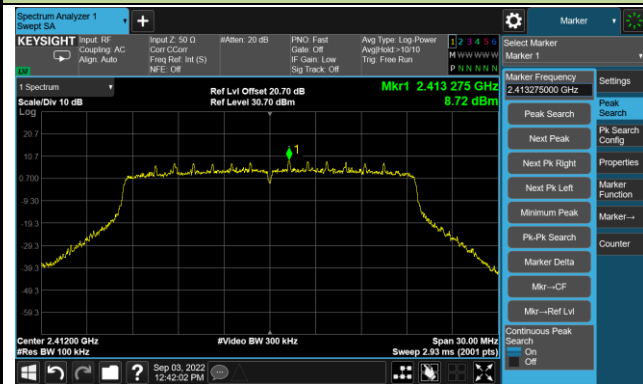 Spectrum Analyzer 1
Swept SA
Marker
KEYSIGHT
Input: RF
Coupling: AC
Align: Auto
Input Z: 50 Ω
Corr CCorr
Freq Ref: Int (S)
NFE: Off
#Atten: 20 dB
PNO: Fast
Gate: Off
IF Gain: Low
Sig Track: Off
Avg Type: Log-Power
Avg|Hold:>10/10
Trig: Free Run
1 2 3 4 5 6
M W W W W W
P N N N N N
LXI
1 Spectrum
Scale/Div 10 dB
Log
Ref Lvl Offset 20.70 dB
Ref Level 30.70 dBm
Mkr1 2.413 275 GHz
8.72 dBm
20.7
10.7
0.700
-9.30
-19.3
-29.3
-39.3
-49.3
-59.3
1
Center 2.41200 GHz
#Res BW 100 kHz
#Video BW 300 kHz
Span 30.00 MHz
Sweep 2.93 ms (2001 pts)
Select Marker
Marker 1
Marker Frequency
2.413275000 GHz
Peak Search
Next Peak
Next Pk Right
Next Pk Left
Minimum Peak
Pk-Pk Search
Marker Delta
Mkr→CF
Mkr→Ref Lvl
Continuous Peak
Search
On
Off
Settings
Peak
Search
Pk Search
Config
Properties
Marker
Function
Marker→
Counter
?
Sep 03, 2022
12:42:02 PM